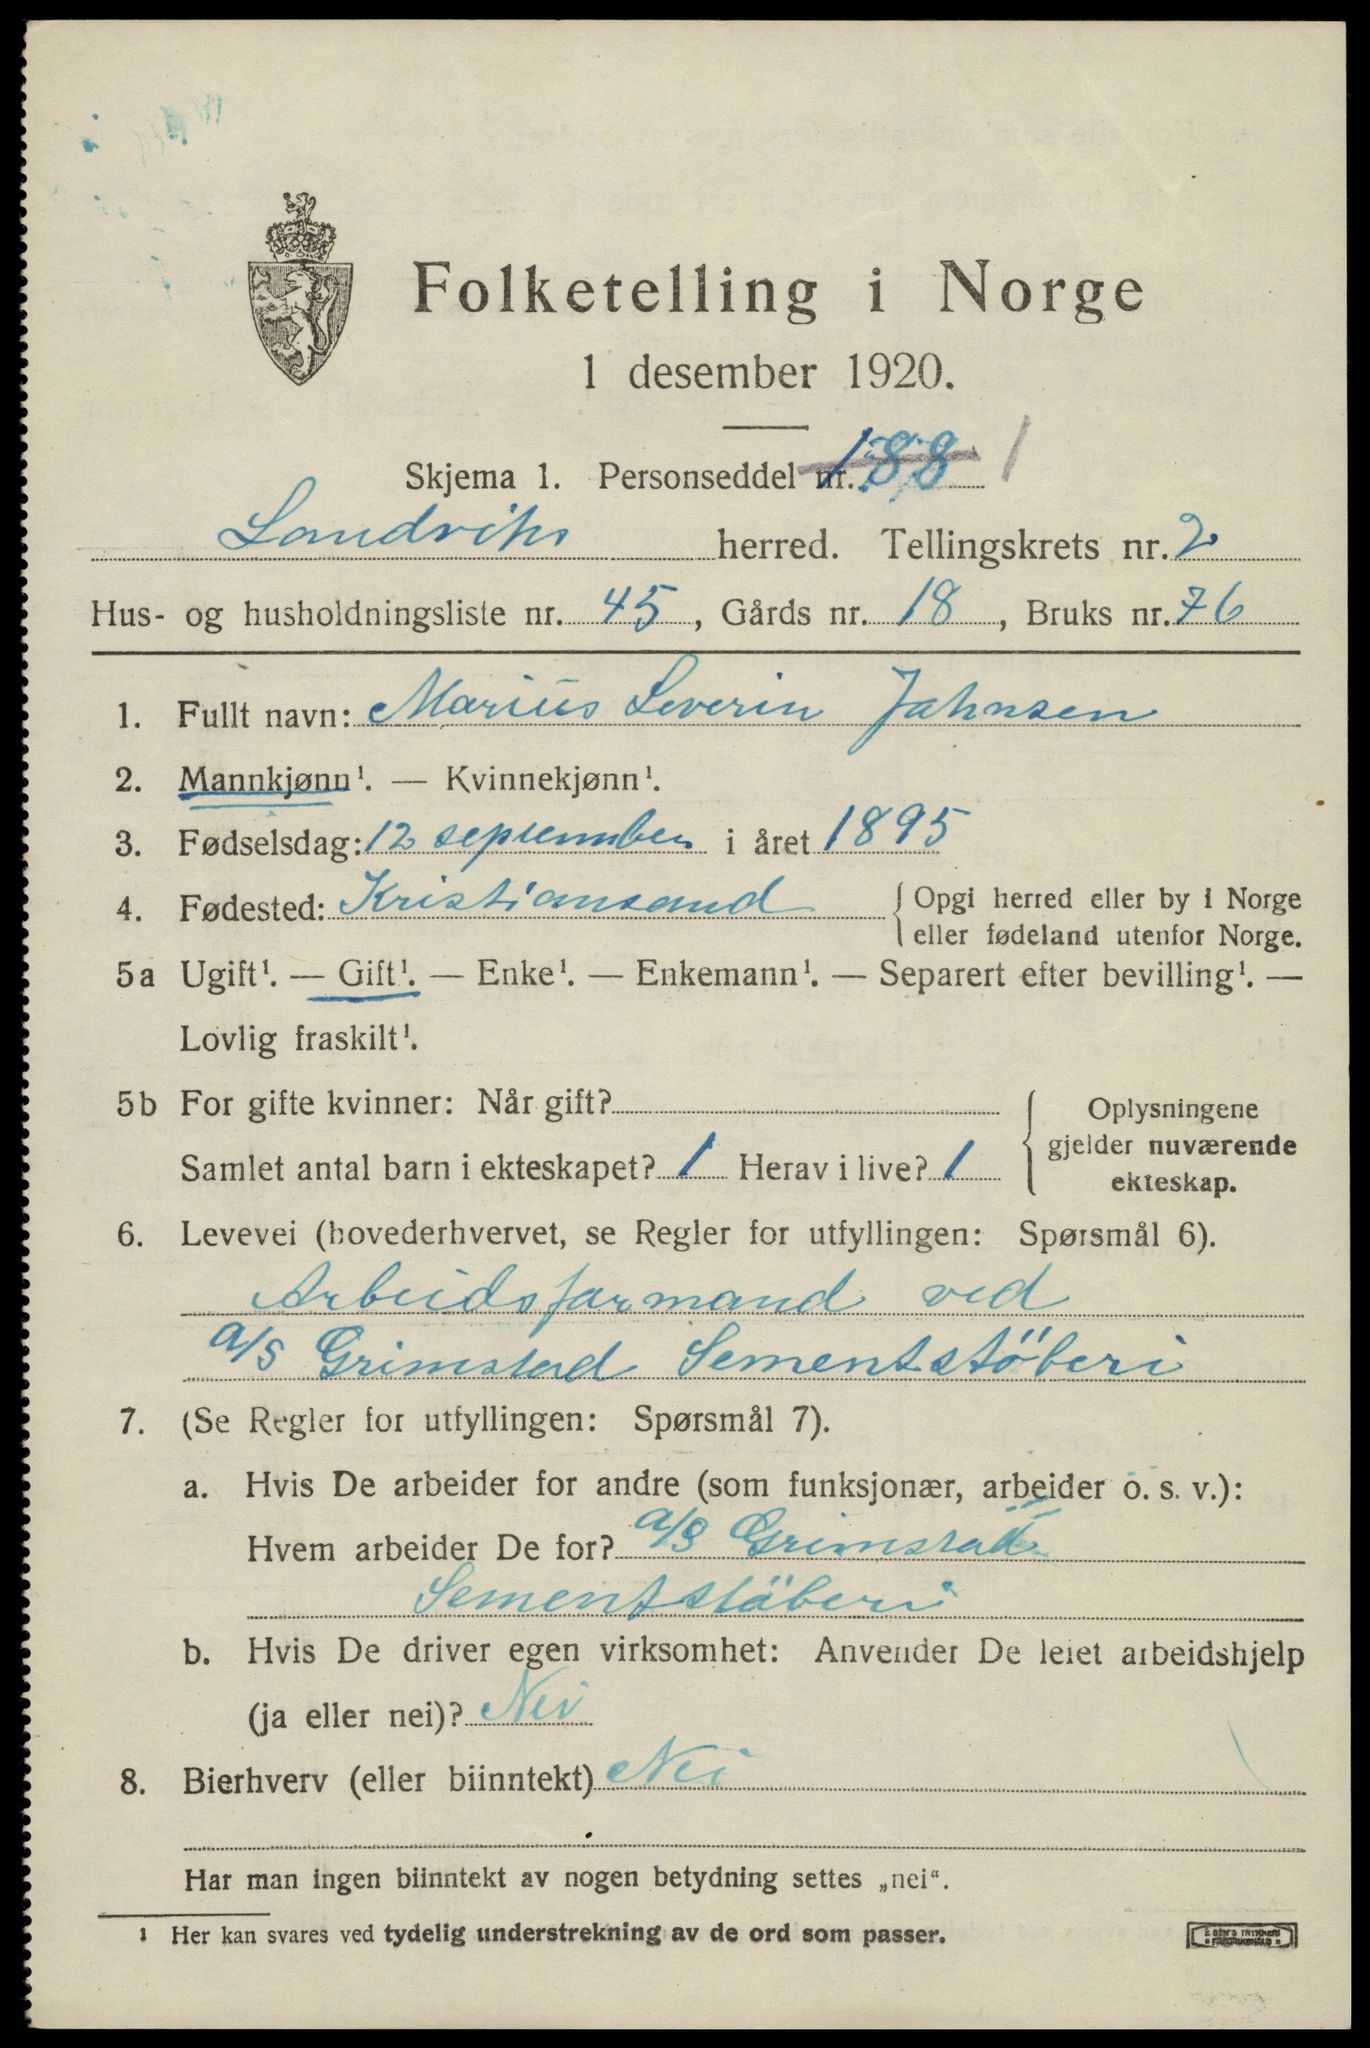 Folketelling i Norge
1 desember 1920.
Skjema 1. Personseddel nr. 188 1
Landviks herred. Tellingskrets nr. 2
Hus- og husholdningsliste nr. 45, Gårds nr. 18, Bruks nr. 76
1. Fullt navn: Marius Severin Jahnsen
2. Mannkjønn¹. — Kvinnekjønn¹.
3. Fødselsdag: 12 september i året 1895
4. Fødested: Kristiansand { Opgi herred eller by i Norge
eller fødeland utenfor Norge.
5a Ugift¹. — Gift¹. — Enke¹. — Enkemann¹. — Separert efter bevilling¹. —
Lovlig fraskilt¹.
5b For gifte kvinner: Når gift?
Samlet antal barn i ekteskapet? 1 Herav i live? 1
{ Oplysningene
gjelder nuværende
ekteskap.
6. Levevei (hovederhvervet, se Regler for utfyllingen: Spørsmål 6).
Arbeidsformand ved
a/s Grimstad Sementstöberi
7. (Se Regler for utfyllingen: Spørsmål 7).
a. Hvis De arbeider for andre (som funksjonær, arbeider o. s. v.):
Hvem arbeider De for? a/s Grimstad
Sementstöberi
b. Hvis De driver egen virksomhet: Anvender De leiet arbeidshjelp
(ja eller nei)? Nei
8. Bierhverv (eller biinntekt) Nei
Har man ingen biinntekt av nogen betydning settes „nei“.
¹ Her kan svares ved tydelig understrekning av de ord som passer.